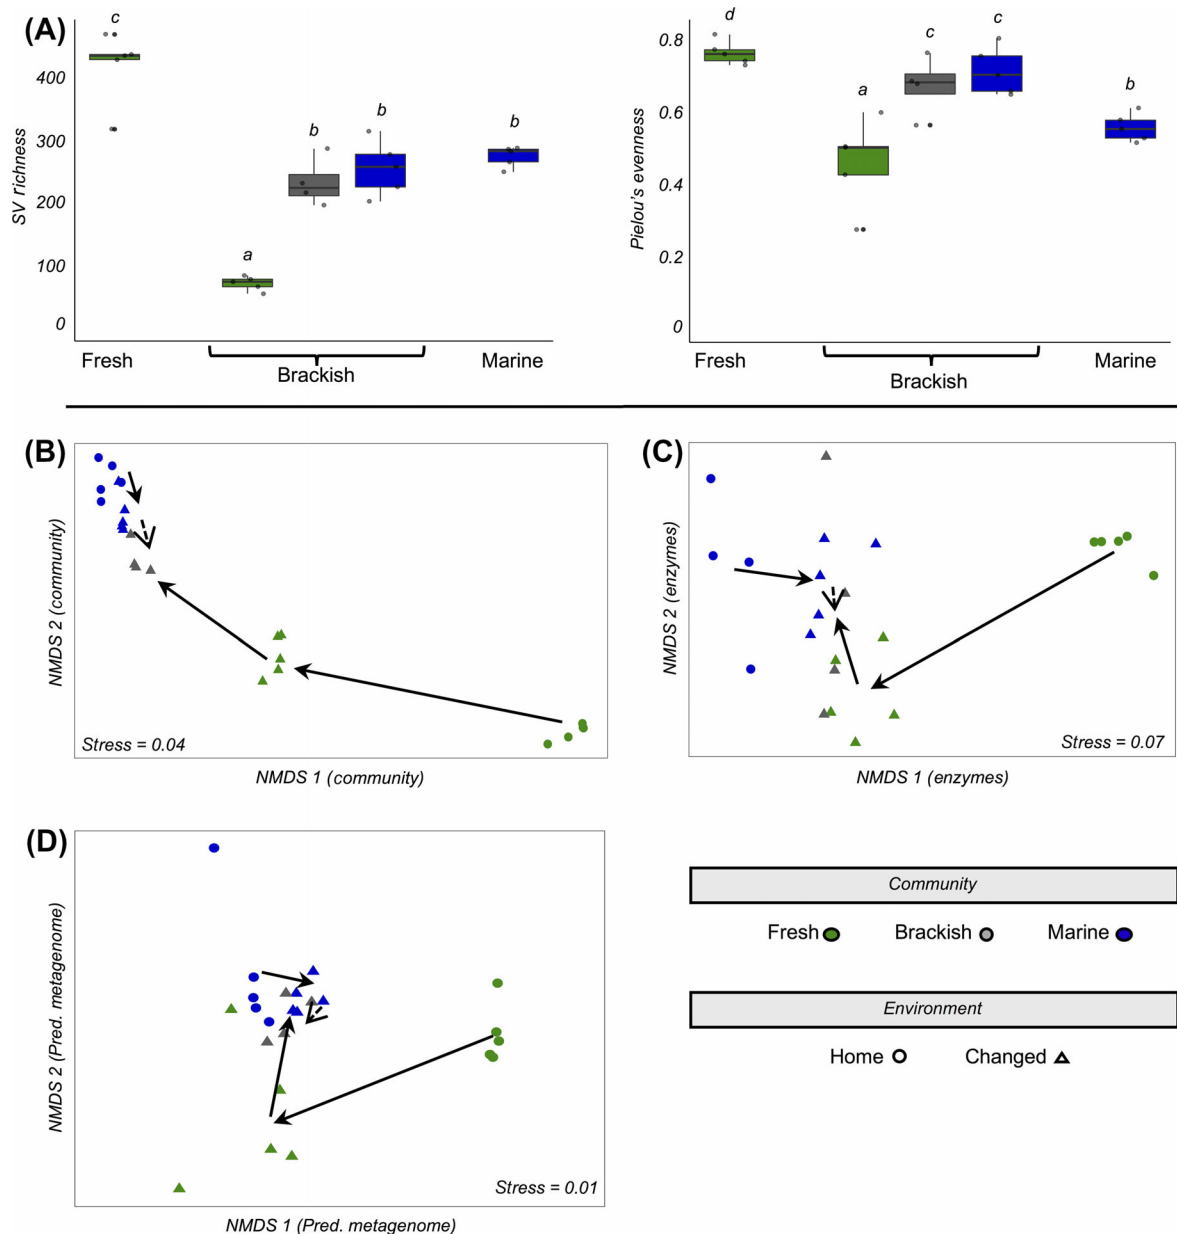 (A)
SV richness
400
300
200
100
0
c
a
b
b
b
Fresh
Brackish
Marine
Pielou's evenness
0.8
0.6
0.4
0.2
0
d
a
c
c
b
Fresh
Brackish
Marine
(B)
NMDS 2 (community)
Stress = 0.04
NMDS 1 (community)
(C)
NMDS 2 (enzymes)
Stress = 0.07
NMDS 1 (enzymes)
(D)
NMDS 2 (Pred. metagenome)
Stress = 0.01
NMDS 1 (Pred. metagenome)
Community
Fresh Brackish Marine
Environment
Home Changed